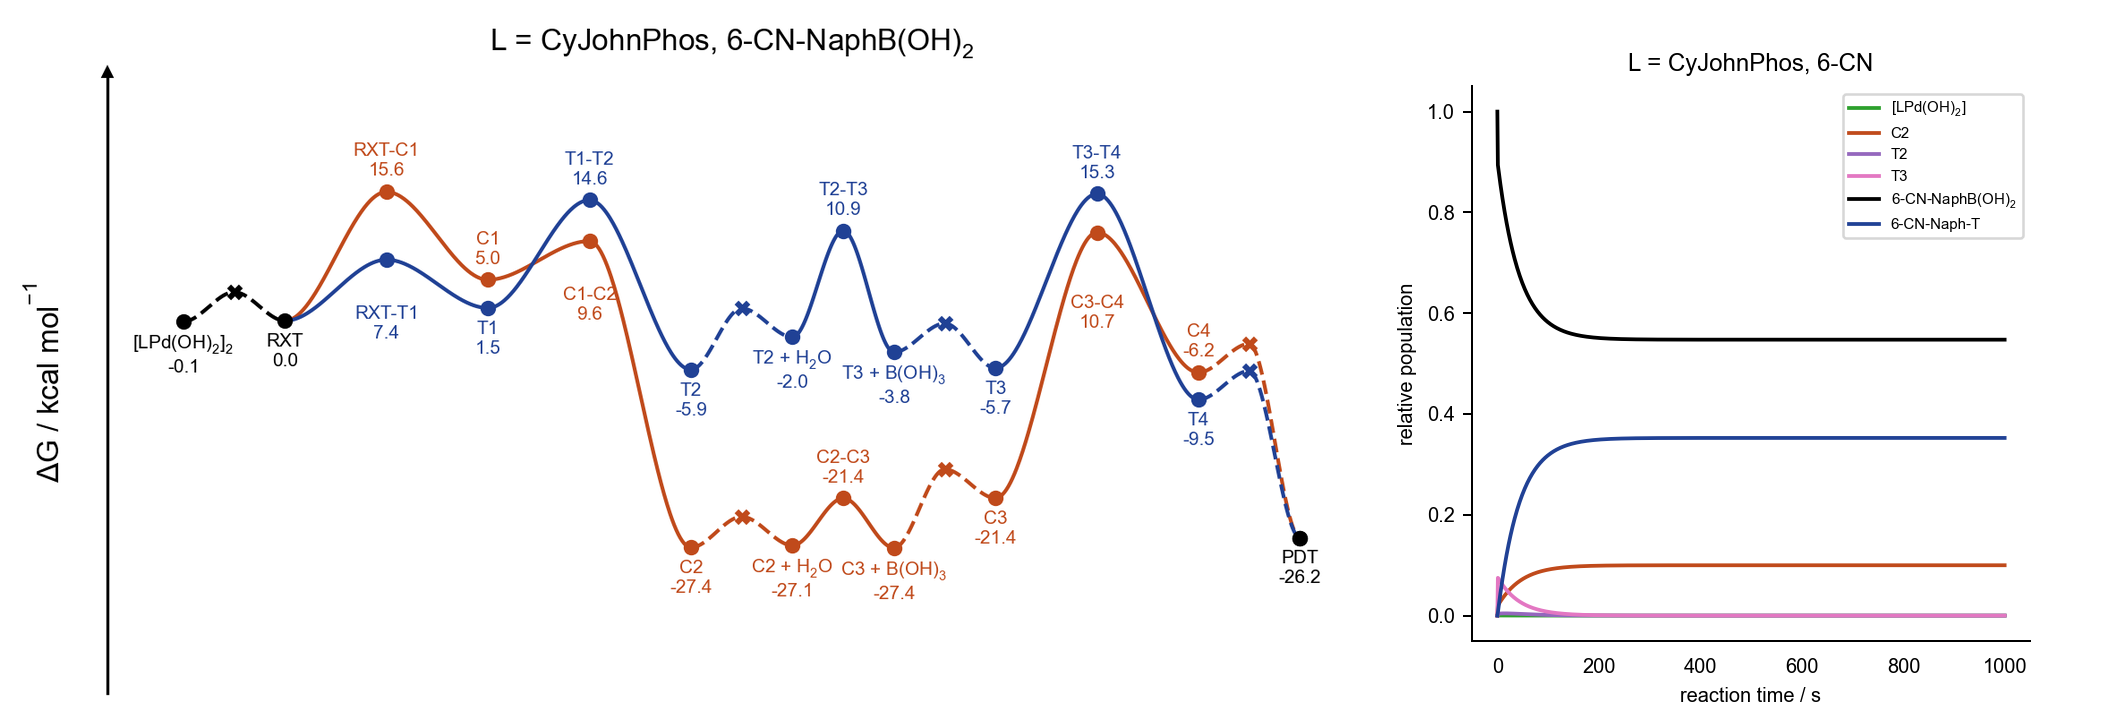 L = CyJohnPhos, 6-CN-NaphB(OH)₂
ΔG / kcal mol⁻¹
[LPd(OH)₂]₂
-0.1
RXT
0.0
RXT-C1
15.6
RXT-T1
7.4
C1
5.0
T1
1.5
T1-T2
14.6
C1-C2
9.6
T2
-5.9
C2
-27.4
T2 + H₂O
-2.0
C2 + H₂O
-27.1
T2-T3
10.9
C2-C3
-21.4
T3 + B(OH)₃
-3.8
C3 + B(OH)₃
-27.4
T3
-5.7
C3
-21.4
T3-T4
15.3
C3-C4
10.7
C4
-6.2
T4
-9.5
PDT
-26.2
L = CyJohnPhos, 6-CN
relative population
1.0
0.8
0.6
0.4
0.2
0.0
0 200 400 600 800 1000
reaction time / s
[LPd(OH)₂]
C2
T2
T3
6-CN-NaphB(OH)₂
6-CN-Naph-T